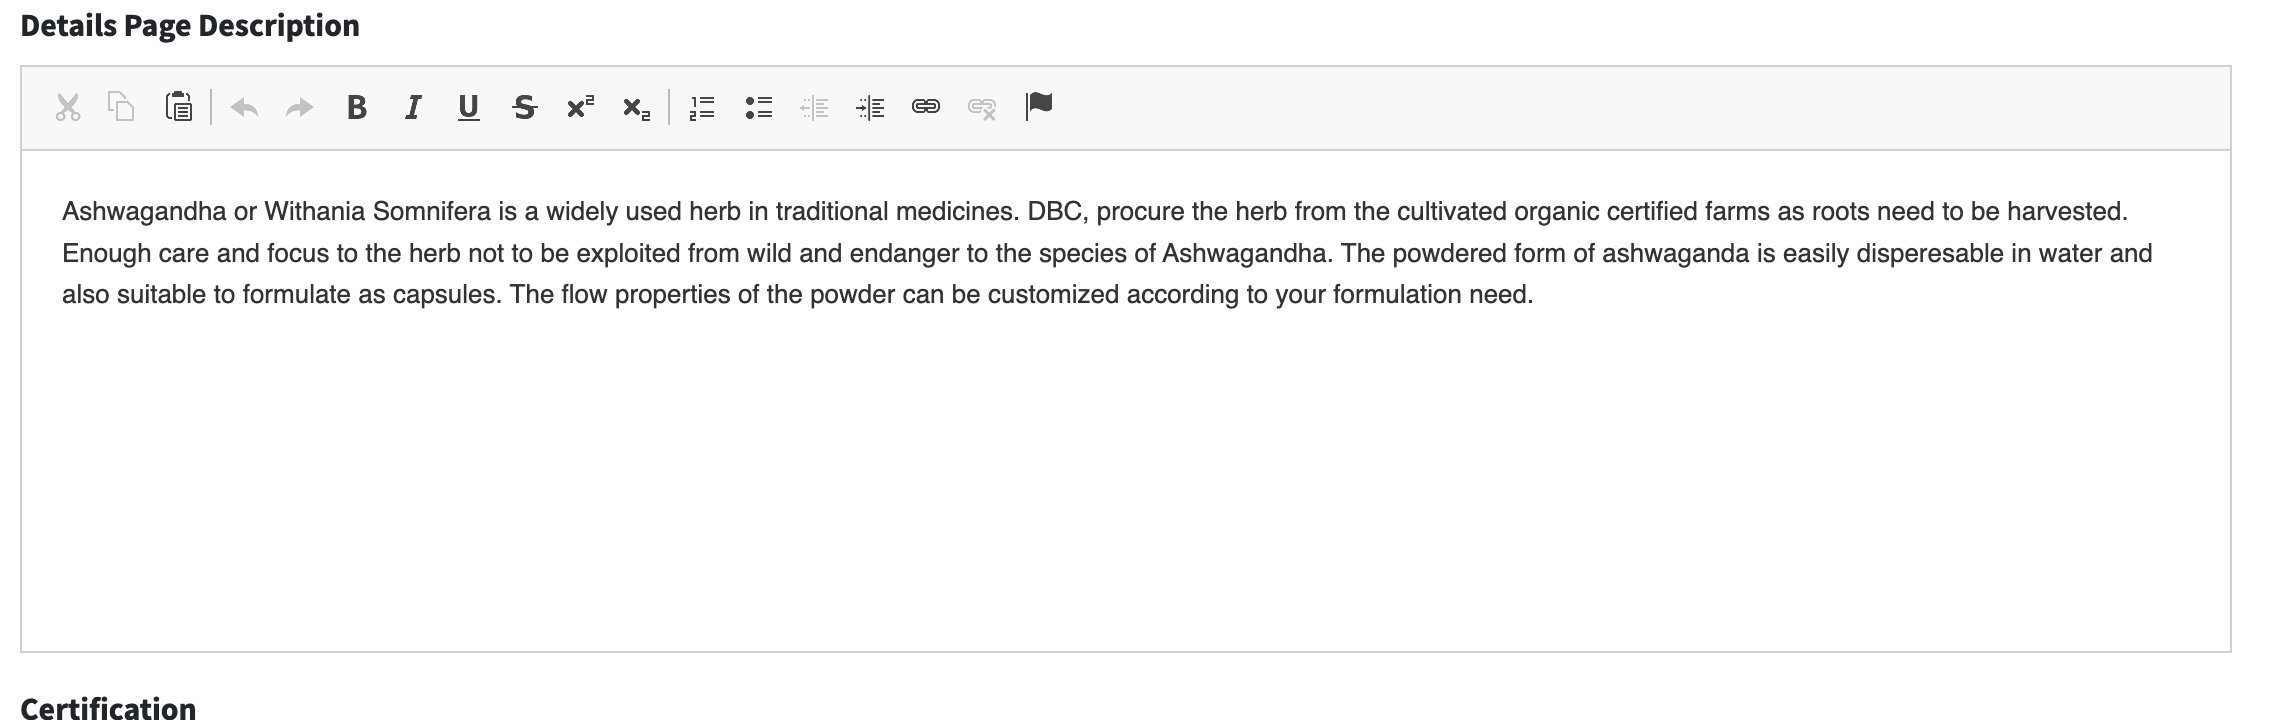 Details Page Description
B I U S x² x₂
Ashwagandha or Withania Somnifera is a widely used herb in traditional medicines. DBC, procure the herb from the cultivated organic certified farms as roots need to be harvested.
Enough care and focus to the herb not to be exploited from wild and endanger to the species of Ashwagandha. The powdered form of ashwaganda is easily disperesable in water and
also suitable to formulate as capsules. The flow properties of the powder can be customized according to your formulation need.
Certification